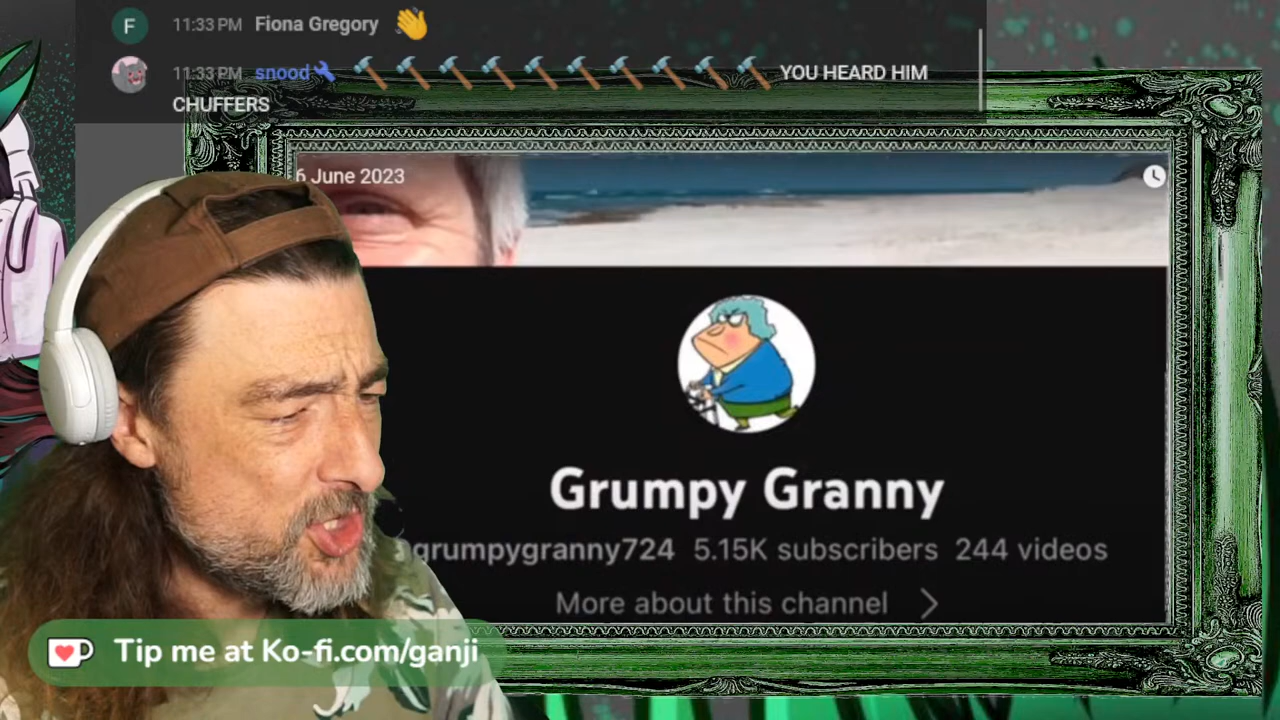 F 11:33 PM Fiona Gregory 👋
11:33 PM snood🔧 🔨🔨🔨🔨🔨🔨🔨🔨🔨🔨 YOU HEARD HIM
CHUFFERS
6 June 2023
Grumpy Granny
grumpygranny724 5.15K subscribers 244 videos
More about this channel >
Tip me at Ko-fi.com/ganji